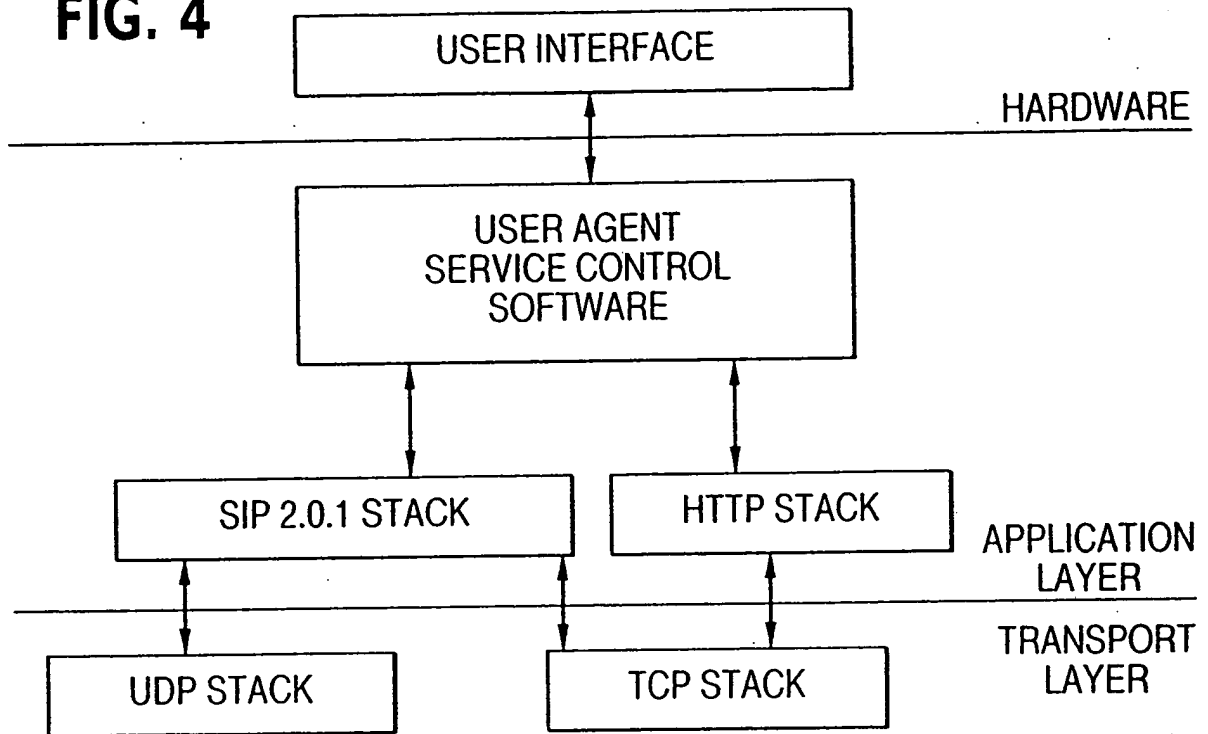 FIG. 4
USER INTERFACE
HARDWARE
USER AGENT
SERVICE CONTROL
SOFTWARE
SIP 2.0.1 STACK
HTTP STACK
APPLICATION
LAYER
TRANSPORT
LAYER
UDP STACK
TCP STACK